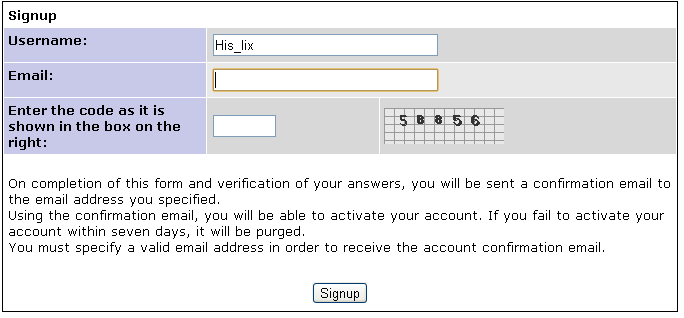 Signup
Username:
His_lix
Email:
Enter the code as it is
shown in the box on the
right:
On completion of this form and verification of your answers, you will be sent a confirmation email to
the email address you specified.
Using the confirmation email, you will be able to activate your account. If you fail to activate your
account within seven days, it will be purged.
You must specify a valid email address in order to receive the account confirmation email.
Signup